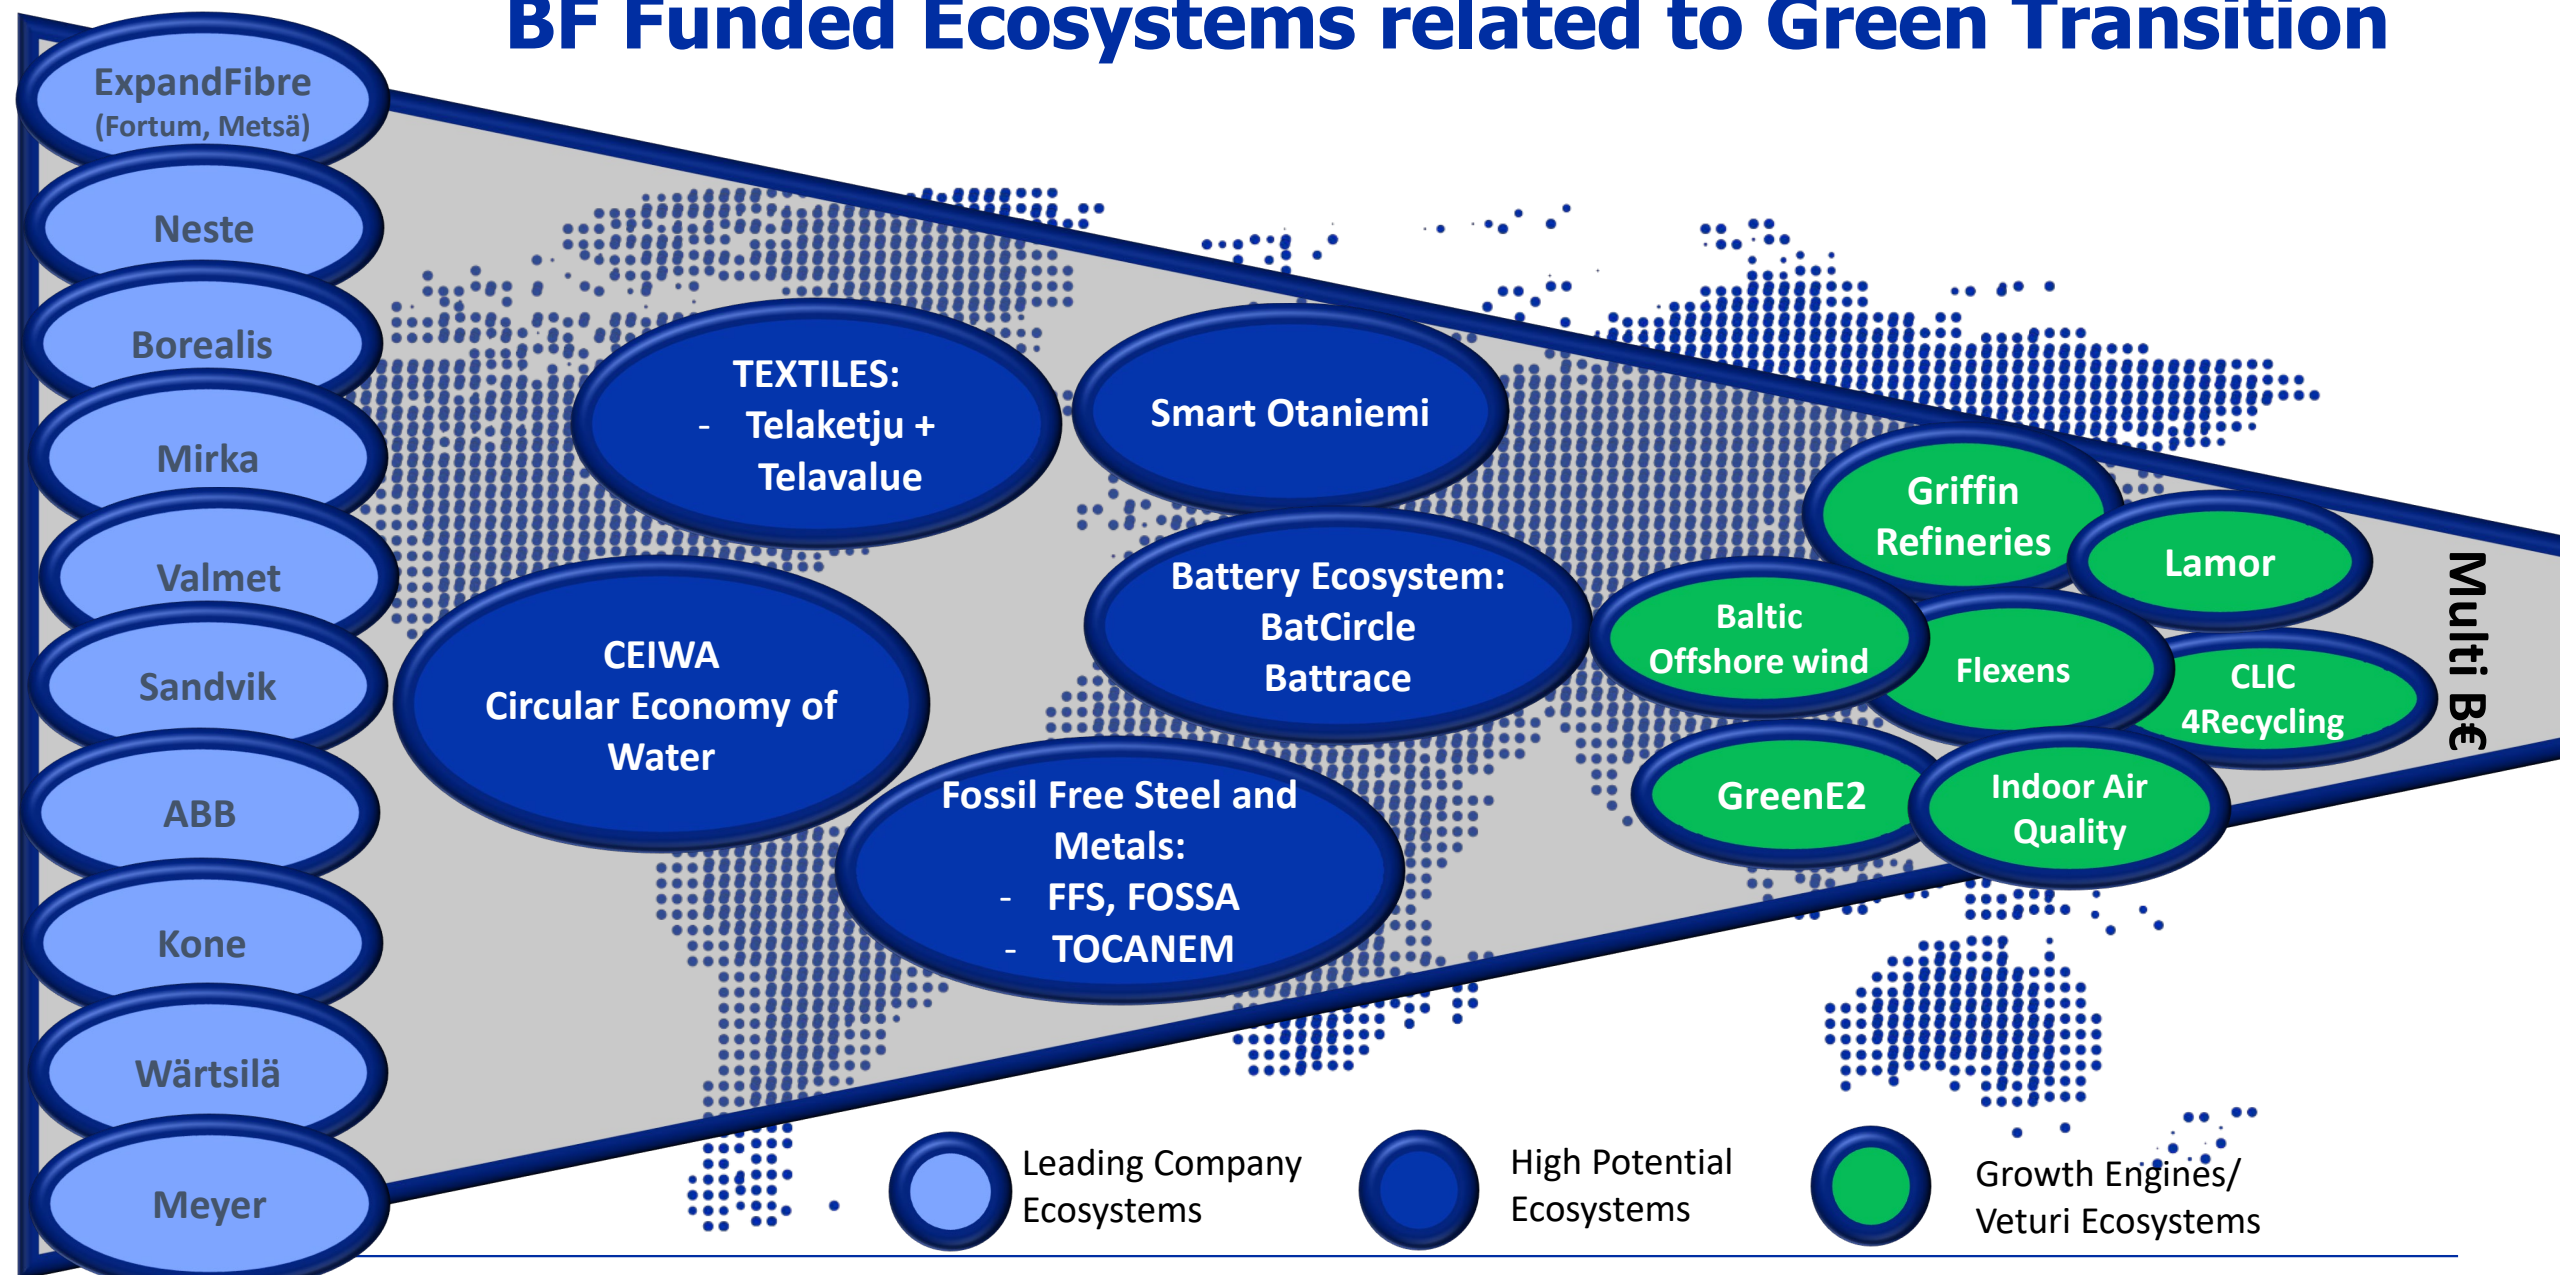 BF Funded Ecosystems related to Green Transition
ExpandFibre
(Fortum, Metsä)
Neste
Borealis
Mirka
Valmet
Sandvik
ABB
Kone
Wärtsilä
Meyer
TEXTILES:
- Telaketju +
Telavalue
Smart Otaniemi
CEIWA
Circular Economy of
Water
Battery Ecosystem:
BatCircle
Battrace
Fossil Free Steel and
Metals:
- FFS, FOSSA
- TOCANEM
Griffin
Refineries
Lamor
Baltic
Offshore wind
Flexens
CLIC
4Recycling
GreenE2
Indoor Air
Quality
Multi B€
Leading Company
Ecosystems
High Potential
Ecosystems
Growth Engines/
Veturi Ecosystems